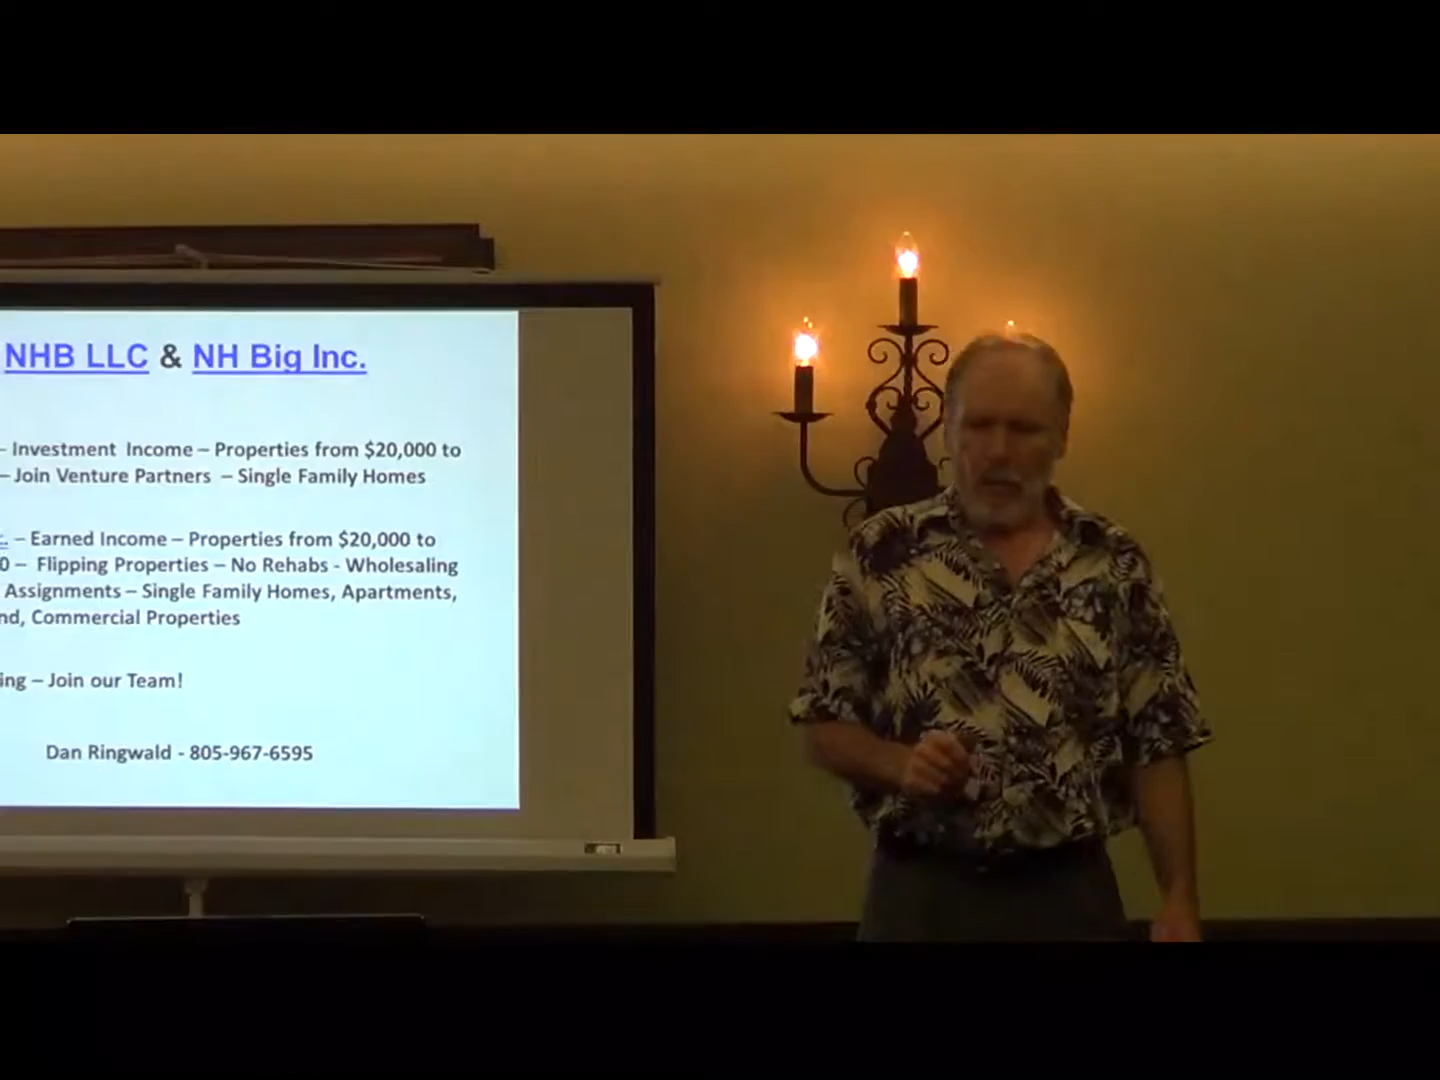 NHB LLC & NH Big Inc.
– Investment Income – Properties from $20,000 to
– Join Venture Partners – Single Family Homes
. – Earned Income – Properties from $20,000 to
0 – Flipping Properties – No Rehabs - Wholesaling
Assignments – Single Family Homes, Apartments,
nd, Commercial Properties
ing – Join our Team!
Dan Ringwald - 805-967-6595